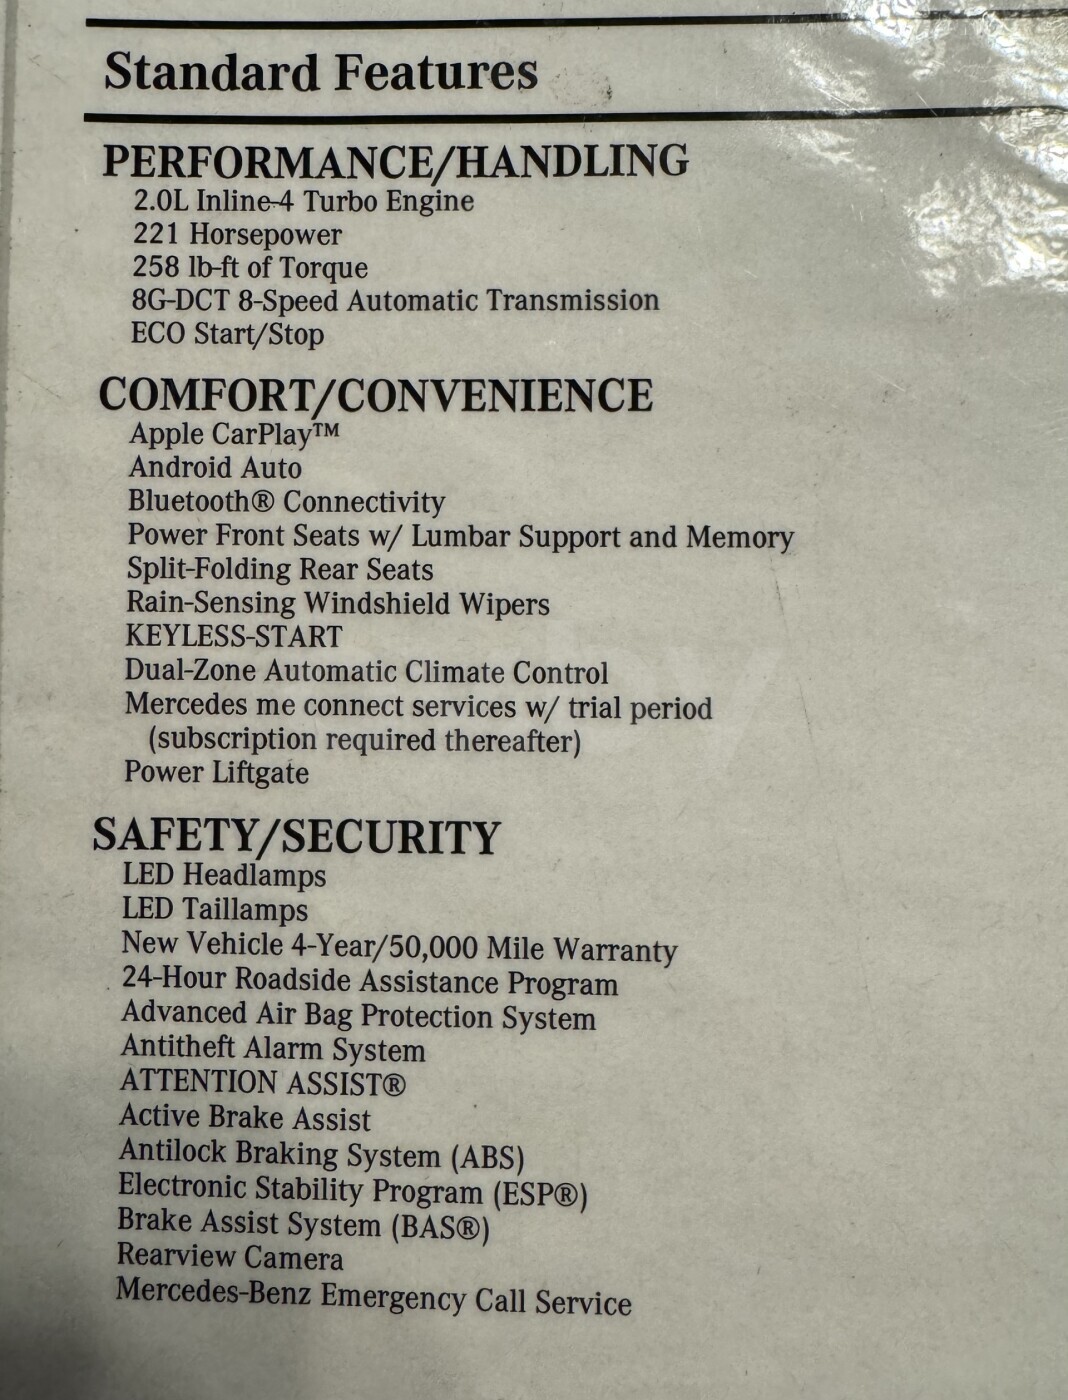 Standard Features
PERFORMANCE/HANDLING
2.0L Inline-4 Turbo Engine
221 Horsepower
258 lb-ft of Torque
8G-DCT 8-Speed Automatic Transmission
ECO Start/Stop
COMFORT/CONVENIENCE
Apple CarPlay™
Android Auto
Bluetooth® Connectivity
Power Front Seats w/ Lumbar Support and Memory
Split-Folding Rear Seats
Rain-Sensing Windshield Wipers
KEYLESS-START
Dual-Zone Automatic Climate Control
Mercedes me connect services w/ trial period
(subscription required thereafter)
Power Liftgate
SAFETY/SECURITY
LED Headlamps
LED Taillamps
New Vehicle 4-Year/50,000 Mile Warranty
24-Hour Roadside Assistance Program
Advanced Air Bag Protection System
Antitheft Alarm System
ATTENTION ASSIST®
Active Brake Assist
Antilock Braking System (ABS)
Electronic Stability Program (ESP®)
Brake Assist System (BAS®)
Rearview Camera
Mercedes-Benz Emergency Call Service